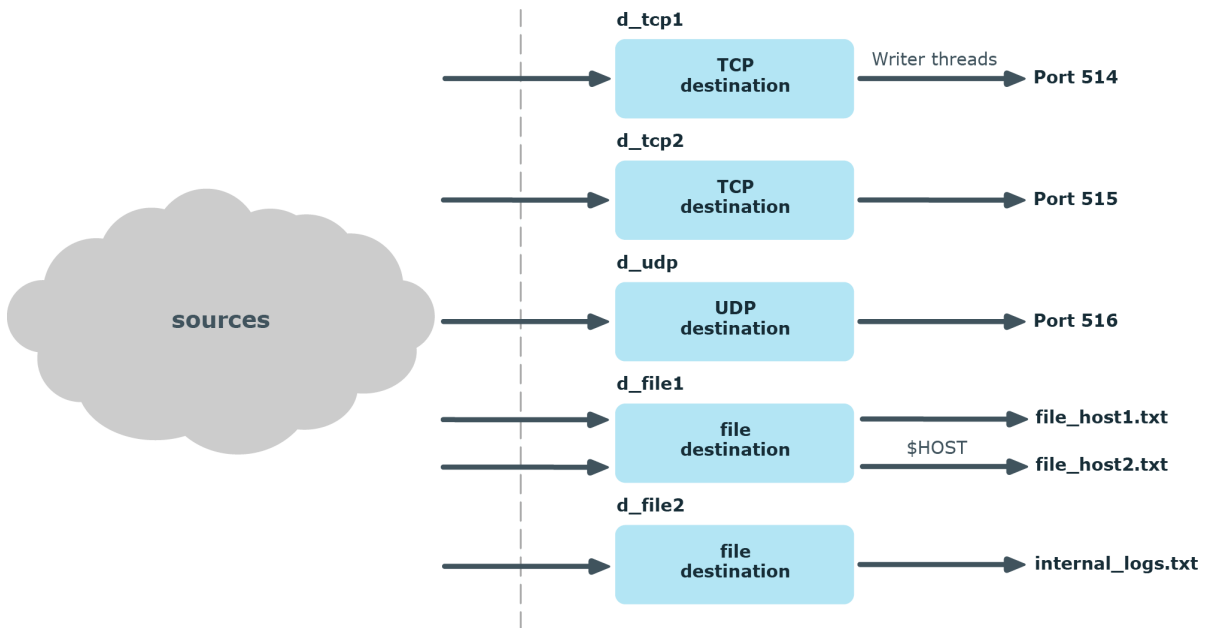 d_tcp1
TCP
destination
Writer threads
Port 514
d_tcp2
TCP
destination
Port 515
sources
d_udp
UDP
destination
Port 516
d_file1
file
destination
file_host1.txt
$HOST
file_host2.txt
d_file2
file
destination
internal_logs.txt